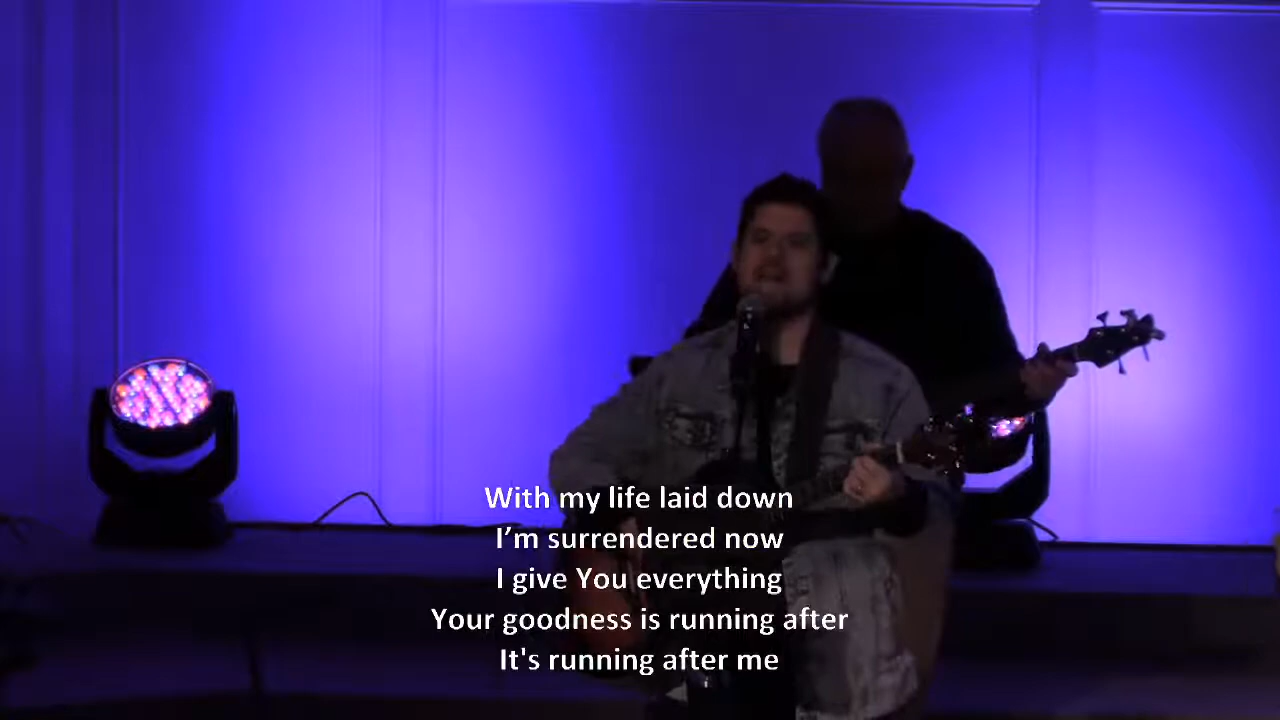 With my life laid down
I’m surrendered now
I give You everything
Your goodness is running after
It's running after me